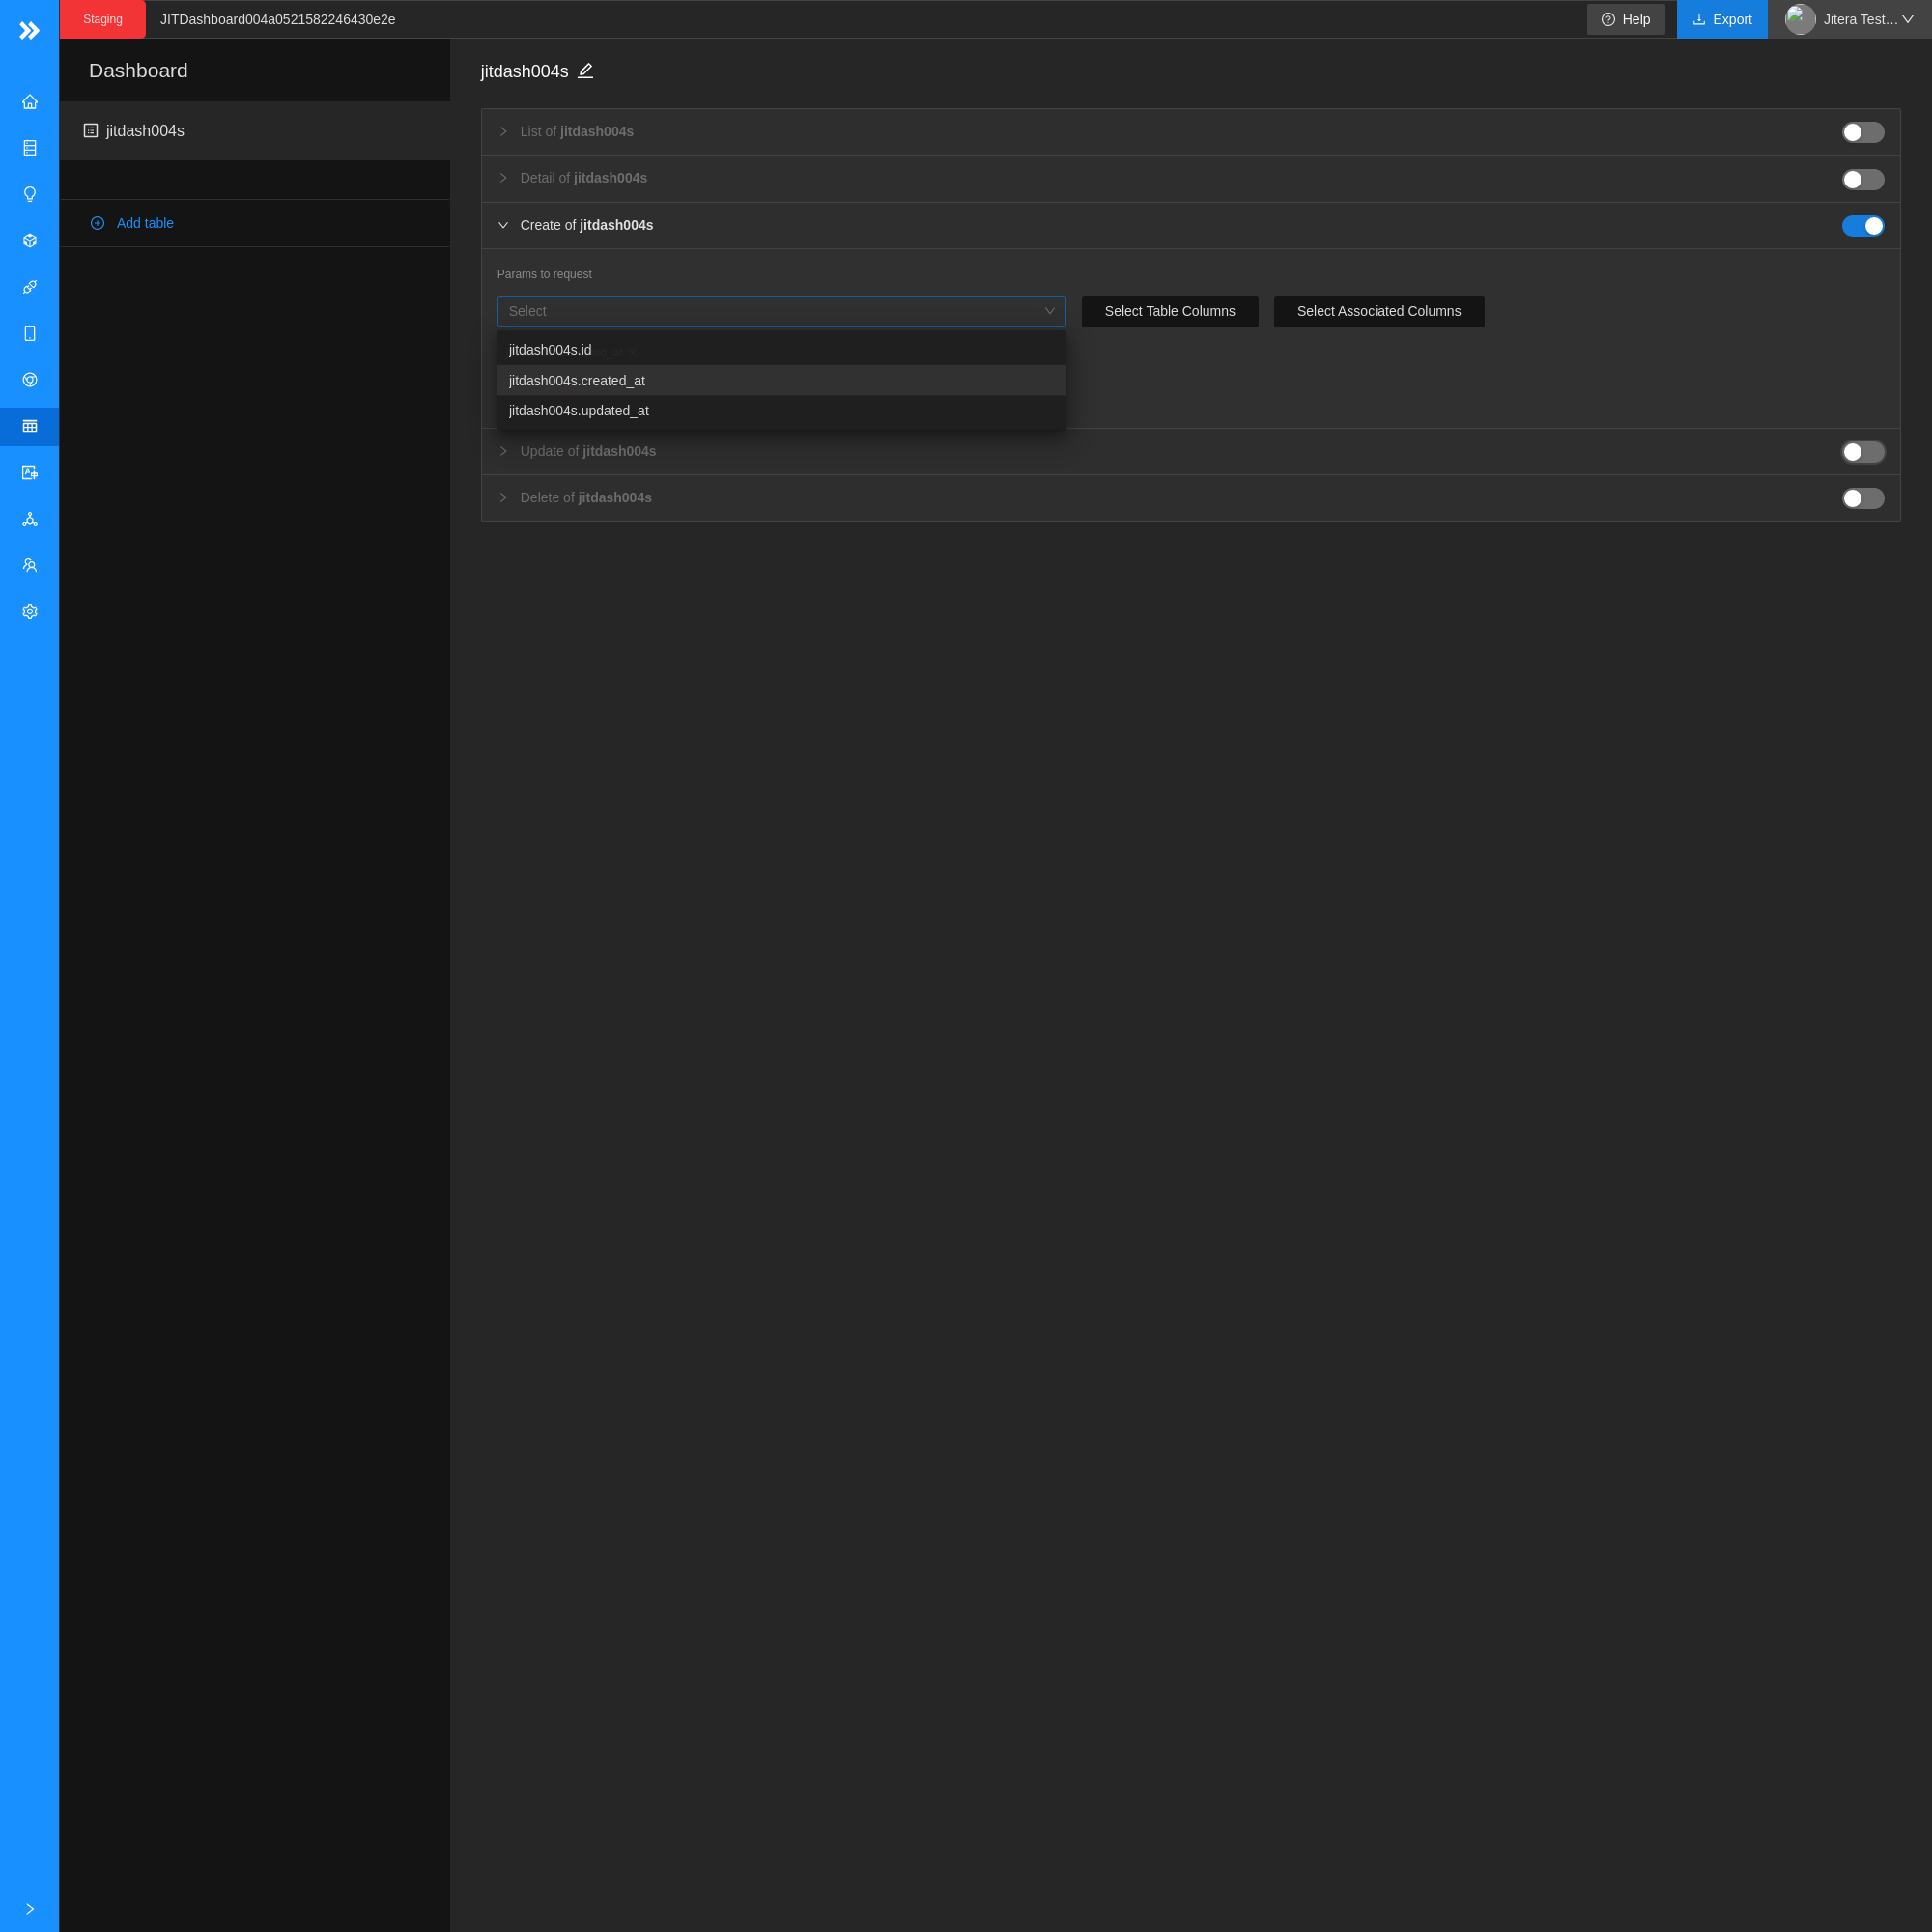 Staging
JITDashboard004a0521582246430e2e
Help
Export
Jitera Test…
Dashboard
jitdash004s
Add table
jitdash004s
List of jitdash004s
Detail of jitdash004s
Create of jitdash004s
Params to request
Select
Select Table Columns
Select Associated Columns
jitdash004s.id
jitdash004s.created_at
jitdash004s.updated_at
Update of jitdash004s
Delete of jitdash004s